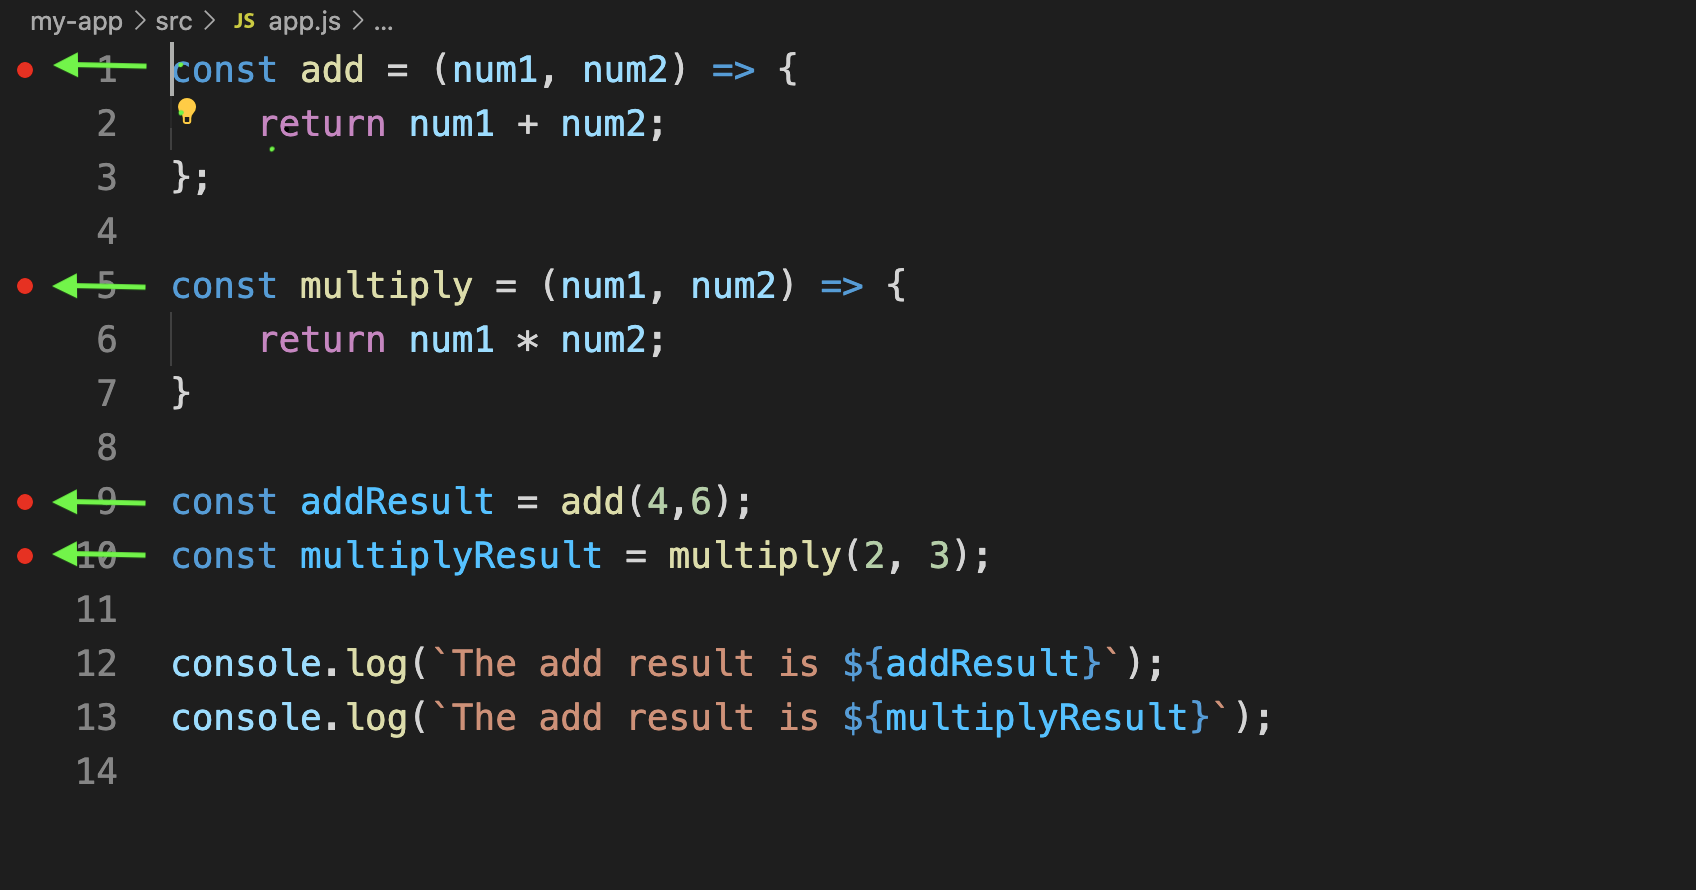 my-app > src > JS app.js > ...
1 const add = (num1, num2) => {
2     return num1 + num2;
3 };
4
5 const multiply = (num1, num2) => {
6     return num1 * num2;
7 }
8
9 const addResult = add(4,6);
10 const multiplyResult = multiply(2, 3);
11
12 console.log(`The add result is ${addResult}`);
13 console.log(`The add result is ${multiplyResult}`);
14